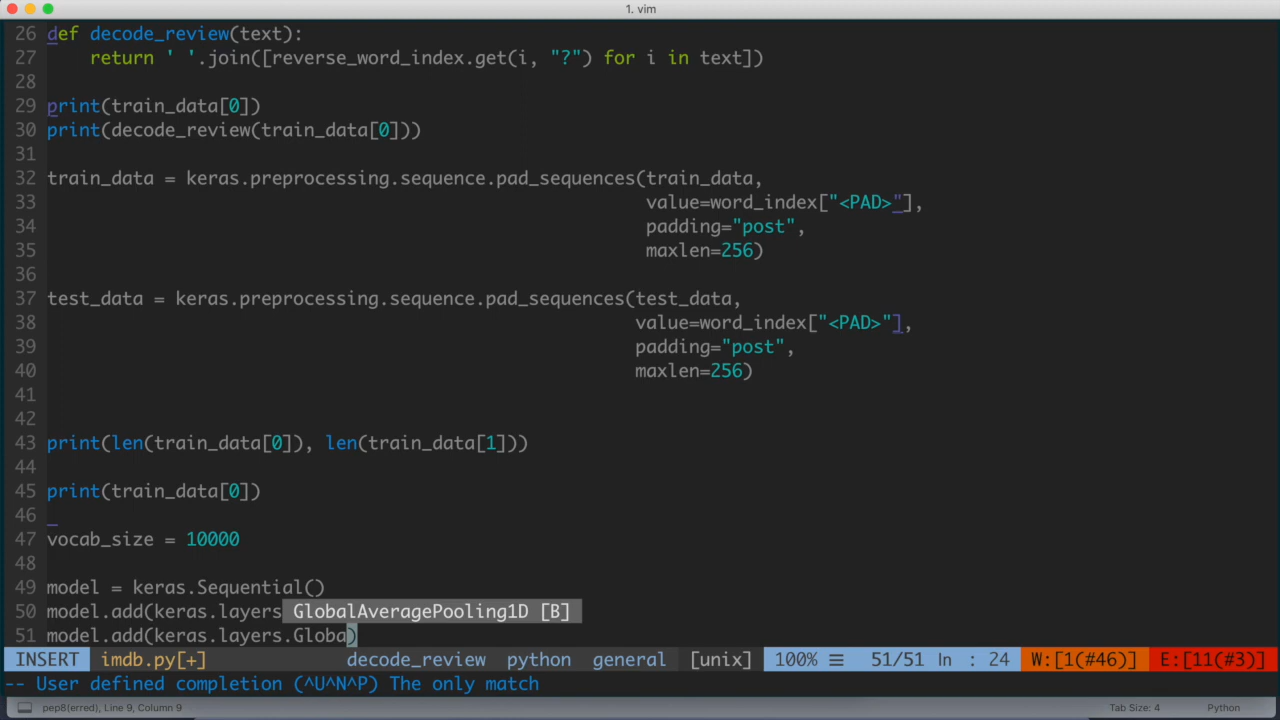 1. vim
26 def decode_review(text):
27     return ' '.join([reverse_word_index.get(i, "?") for i in text])
28
29 print(train_data[0])
30 print(decode_review(train_data[0]))
31
32 train_data = keras.preprocessing.sequence.pad_sequences(train_data,
33                                                         value=word_index["<PAD>"],
34                                                         padding="post",
35                                                         maxlen=256)
36
37 test_data = keras.preprocessing.sequence.pad_sequences(test_data,
38                                                        value=word_index["<PAD>"],
39                                                        padding="post",
40                                                        maxlen=256)
41
42
43 print(len(train_data[0]), len(train_data[1]))
44
45 print(train_data[0])
46
47 vocab_size = 10000
48
49 model = keras.Sequential()
50 model.add(keras.layers GlobalAveragePooling1D [B]
51 model.add(keras.layers.Globa)
INSERT imdb.py[+] decode_review python general [unix] 100% ☰ 51/51 ln : 24 W:[1(#46)] E:[11(#3)]
-- User defined completion (^U^N^P) The only match
pep8(erred), Line 9, Column 9 Tab Size: 4 Python